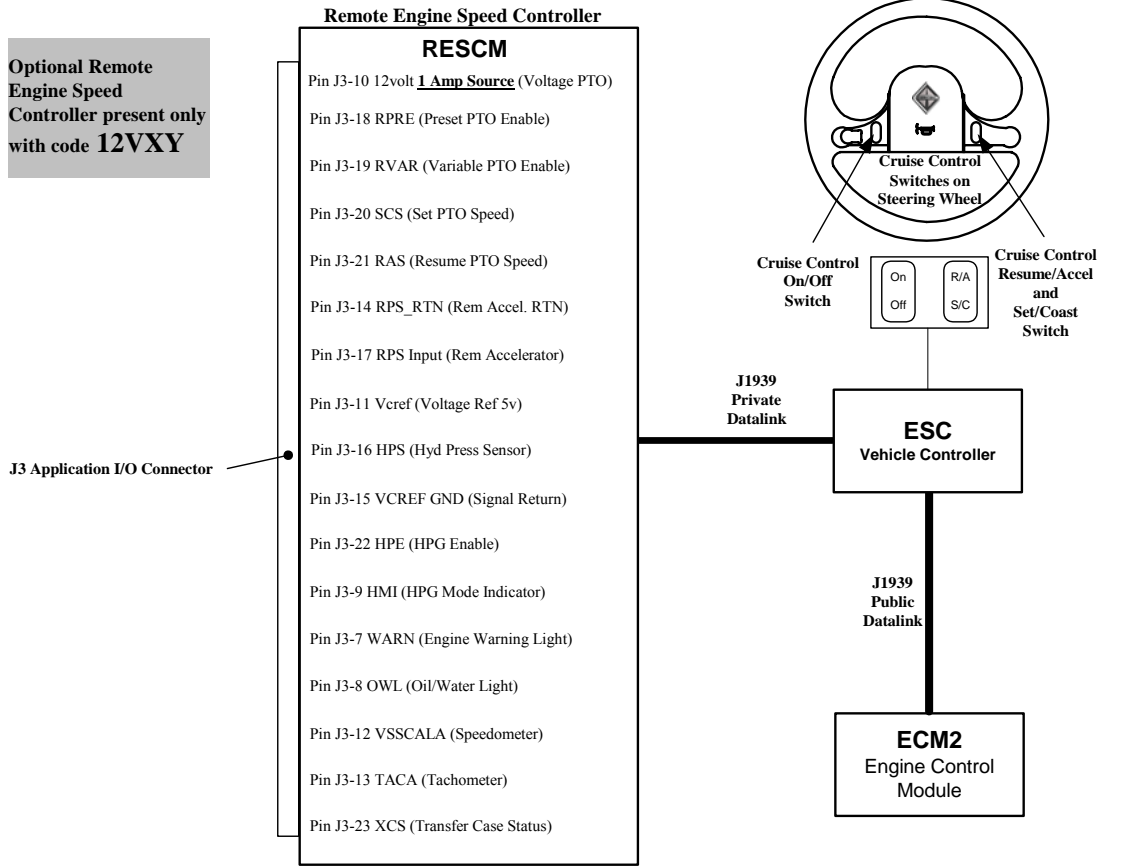 Remote Engine Speed Controller
Optional Remote
Engine Speed
Controller present only
with code 12VXY
RESCM
Pin J3-10 12volt 1 Amp Source (Voltage PTO)
Pin J3-18 RPRE (Preset PTO Enable)
Pin J3-19 RVAR (Variable PTO Enable)
Pin J3-20 SCS (Set PTO Speed)
Pin J3-21 RAS (Resume PTO Speed)
Pin J3-14 RPS_RTN (Rem Accel. RTN)
Pin J3-17 RPS Input (Rem Accelerator)
Pin J3-11 Vcref (Voltage Ref 5v)
Pin J3-16 HPS (Hyd Press Sensor)
Pin J3-15 VCREF GND (Signal Return)
Pin J3-22 HPE (HPG Enable)
Pin J3-9 HMI (HPG Mode Indicator)
Pin J3-7 WARN (Engine Warning Light)
Pin J3-8 OWL (Oil/Water Light)
Pin J3-12 VSSCALA (Speedometer)
Pin J3-13 TACA (Tachometer)
Pin J3-23 XCS (Transfer Case Status)
J3 Application I/O Connector
Cruise Control
Switches on
Steering Wheel
Cruise Control
On/Off
Switch
On
Off
R/A
S/C
Cruise Control
Resume/Accel
and
Set/Coast
Switch
J1939
Private
Datalink
ESC
Vehicle Controller
J1939
Public
Datalink
ECM2
Engine Control
Module